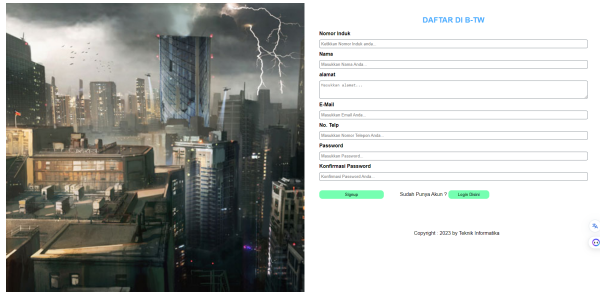 DAFTAR DI B-TW
Nomor Induk
Ketikkan Nomor Induk anda...
Nama
Masukkan Nama Anda...
alamat
Masukkan alamat...
E-Mail
Masukkan Email Anda...
No. Telp
Masukkan Nomor Telepon Anda...
Password
Masukkan Password...
Konfirmasi Password
Konfirmasi Password Anda...
Signup Sudah Punya Akun ? Login Disini
Copyright : 2023 by Teknik Informatika